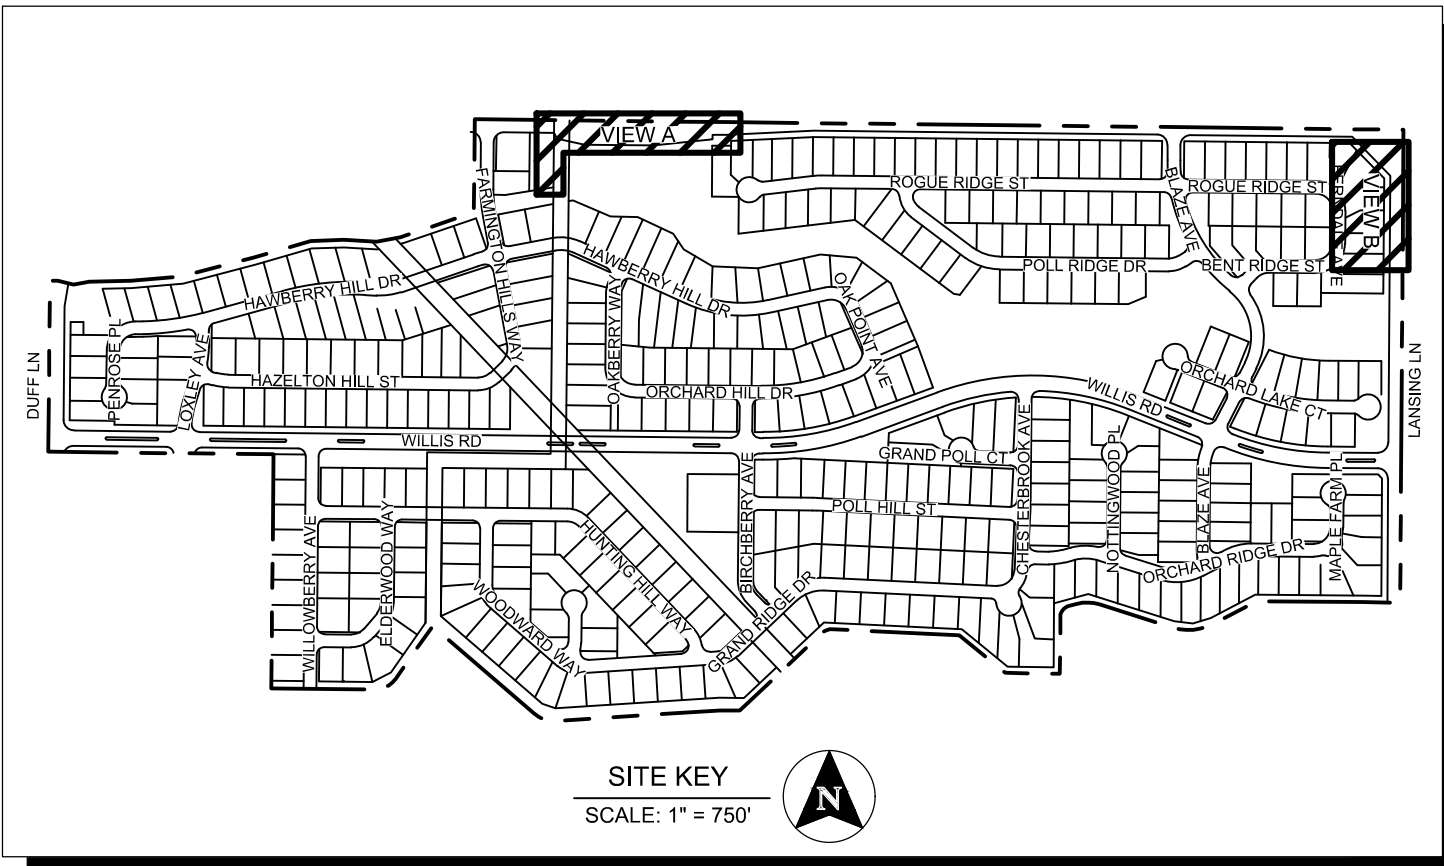 VIEW A
ROGUE RIDGE ST
BLAZE AVE
ROGUE RIDGE ST
VIEW B
FARMINGTON HILLS WAY
HAWBERRY HILL DR
HAWBERRY HILL DR
POLL RIDGE DR
BENT RIDGE ST
OAK POINT AVE
OAKBERRY WAY
PENROSE PL
LOXLEY AVE
DUFF LN
HAZELTON HILL ST
ORCHARD HILL DR
WILLIS RD
ORCHARD LAKE CT
LANSING LN
WILLIS RD
GRAND POLL CT
CHESTERBROOK AVE
NOTTINGWOOD PL
BLAZE AVE
MAPLE FARM PL
BIRCHBERRY AVE
POLL HILL ST
WILLOWBERRY AVE
ELDERWOOD WAY
HUNTING HILL WAY
WOODWARD WAY
GRAND RIDGE DR
ORCHARD RIDGE DR
SITE KEY
SCALE: 1" = 750'
N